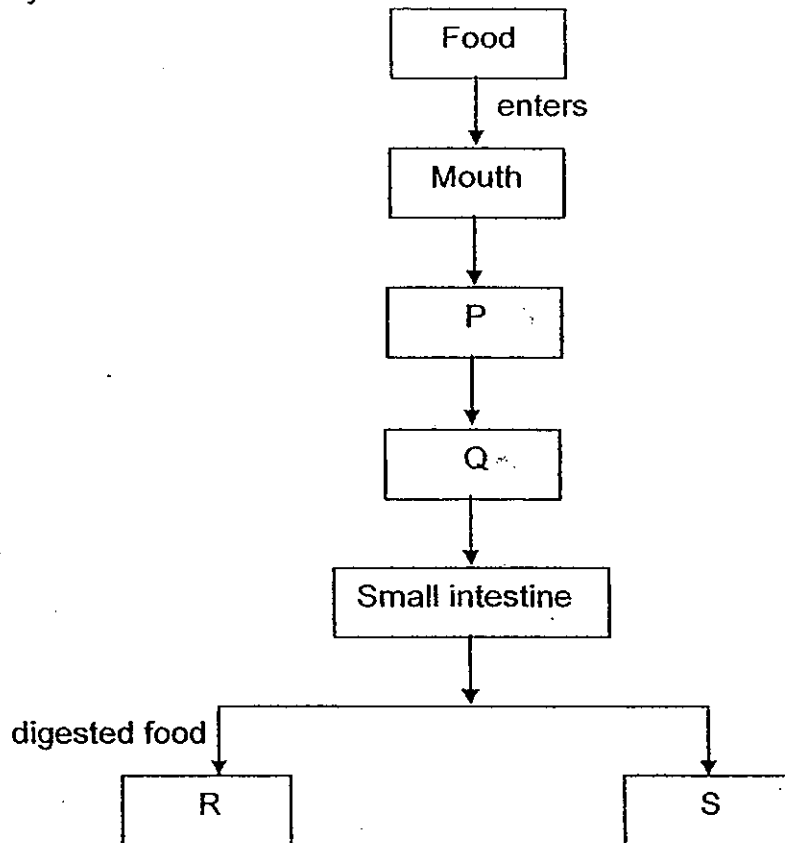 Food
enters
Mouth
P
Q
Small intestine
digested food
R
S